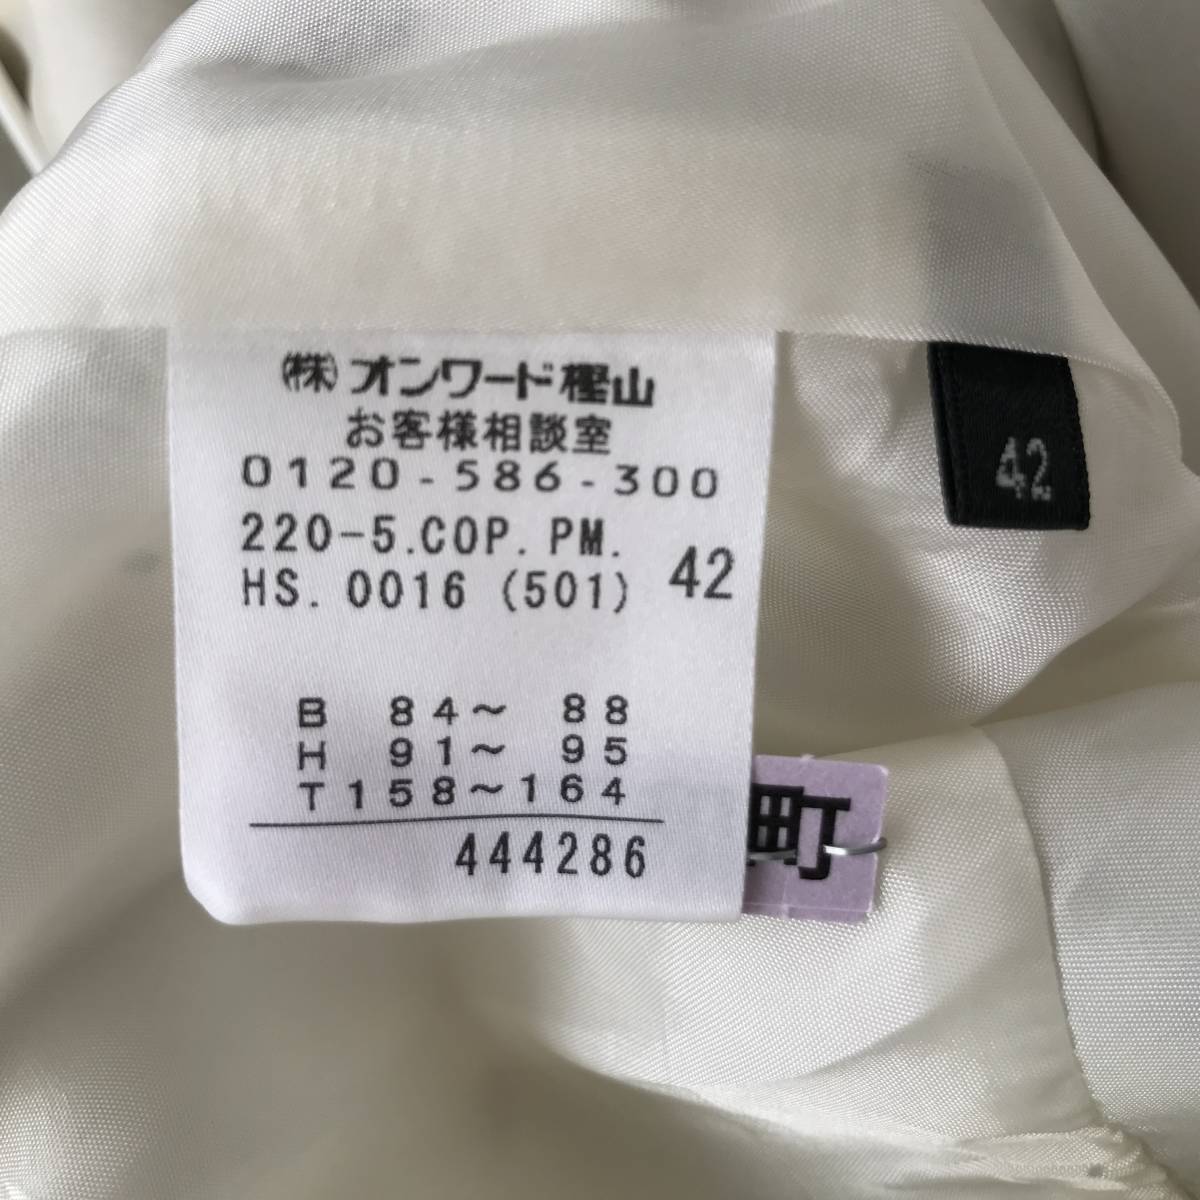 ㈱オンワード樫山
お客様相談室
0120-586-300
220-5.COP.PM.
HS. 0016 (501) 42
B 84～ 88
H 91～ 95
T158～164
444286
42
町